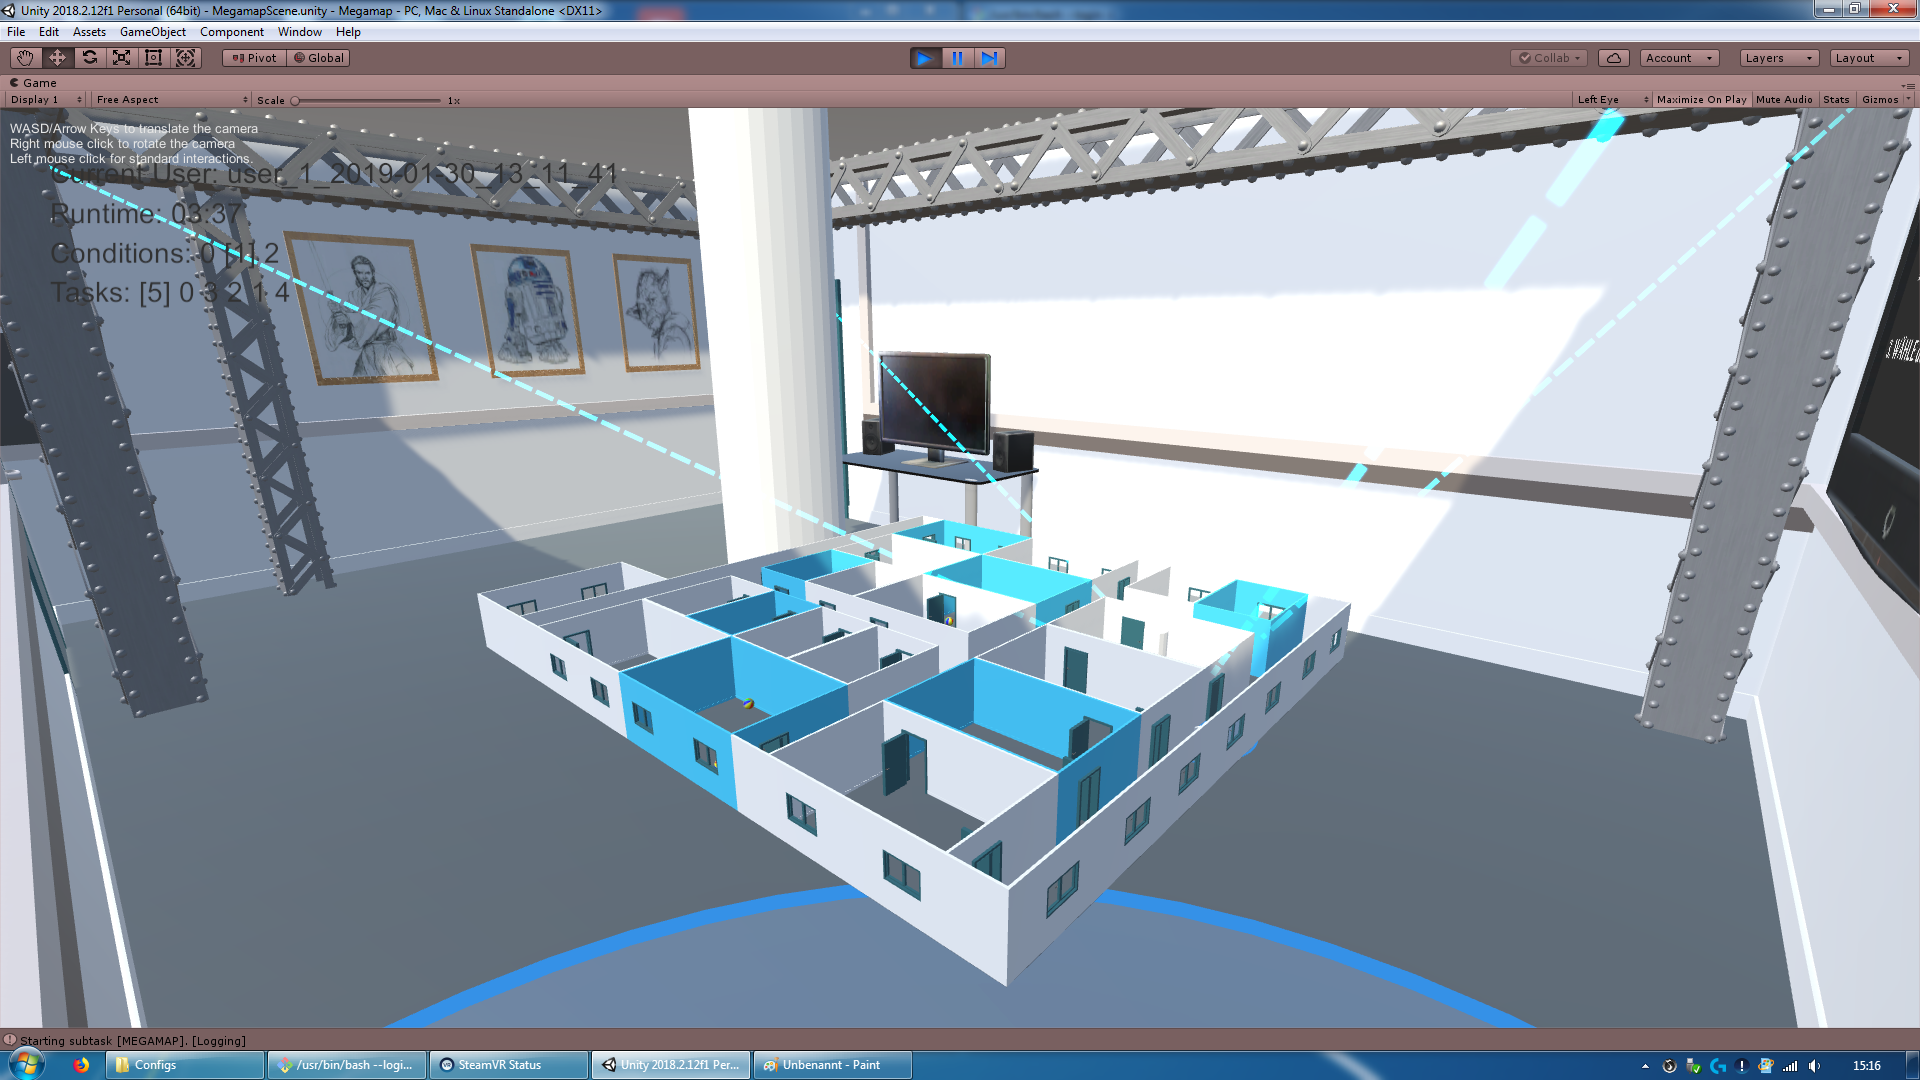 Unity 2018.2.12f1 Personal (64bit) - MegamapScene.unity - Megamap - PC, Mac & Linux Standalone <DX11>
File Edit Assets GameObject Component Window Help
Pivot Global Collab Account Layers Layout
Game
Display 1 Free Aspect Scale 1x Left Eye Maximize On Play Mute Audio Stats Gizmos
WASD/Arrow Keys to translate the camera
Right mouse click to rotate the camera
Left mouse click for standard interactions.
Current User: user_1_2019-01-30_13_11_41
Runtime: 03:37
Conditions: 0 [1] 2
Tasks: [5] 0 3 2 1 4
Starting subtask [MEGAMAP]. [Logging]
Configs /usr/bin/bash --logi... SteamVR Status Unity 2018.2.12f1 Per... Unbenannt - Paint 15:16